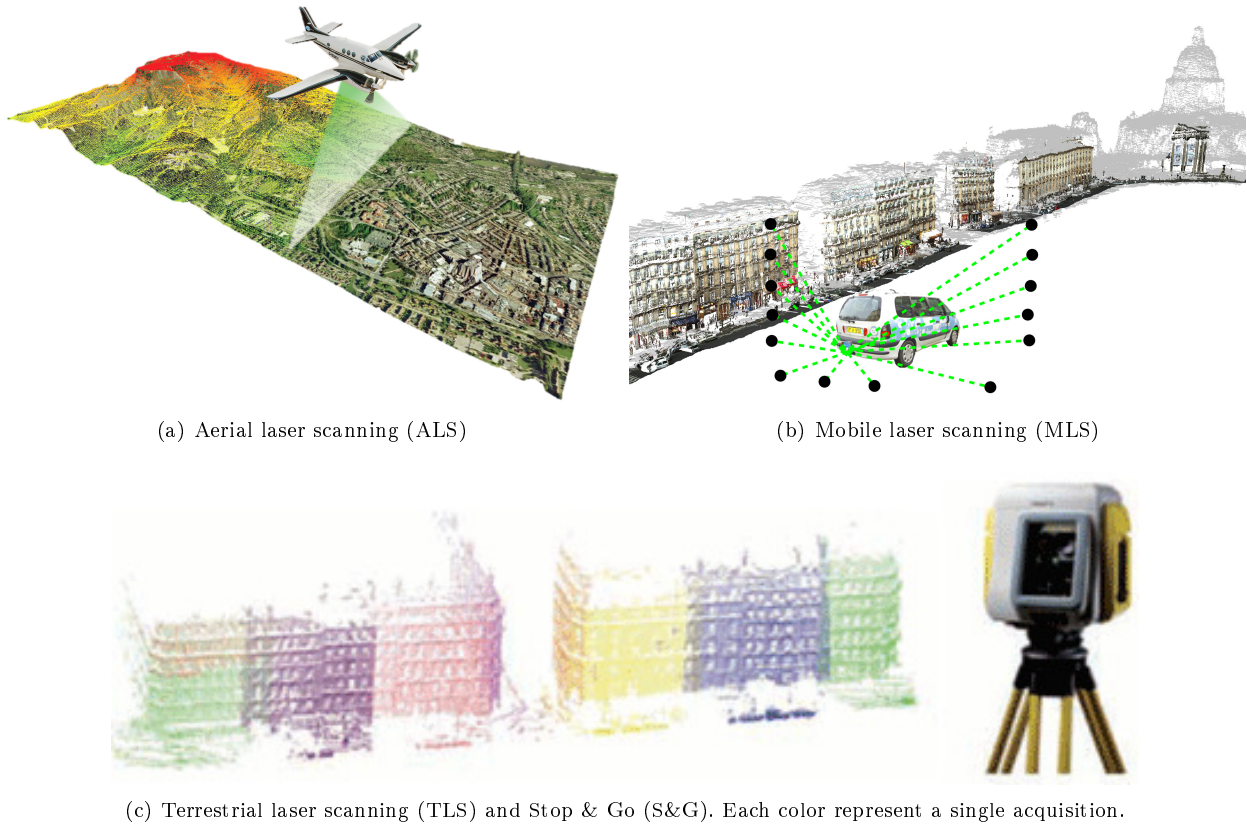 (a) Aerial laser scanning (ALS)
(b) Mobile laser scanning (MLS)
(c) Terrestrial laser scanning (TLS) and Stop & Go (S&G). Each color represent a single acquisition.